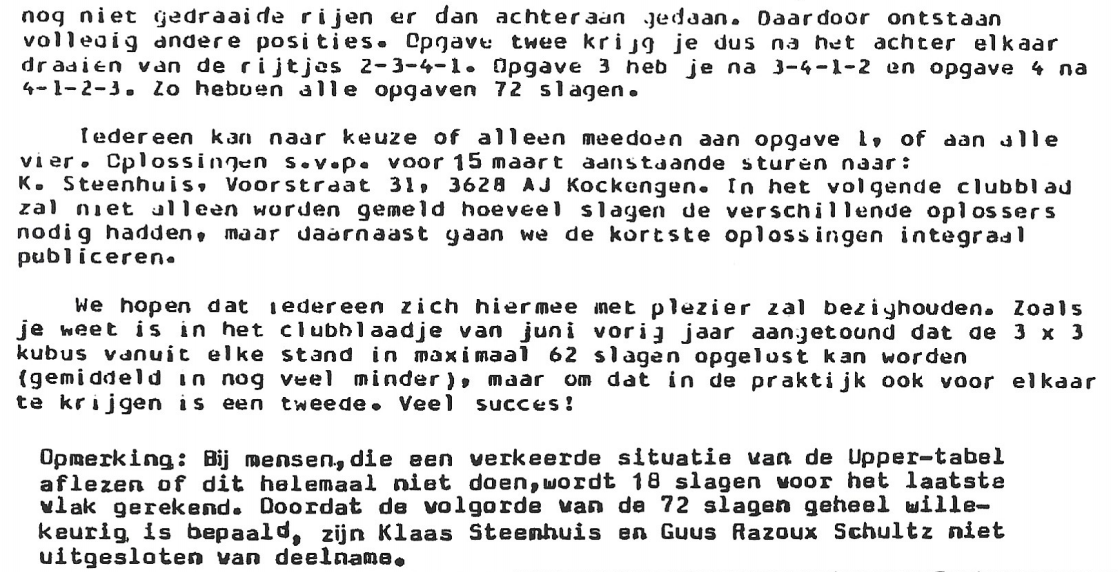 nog niet gedraaide rijen er dan achteraan gedaan. Daardoor ontstaan
volledig andere posities. Opgave twee krijg je dus na het achter elkaar
draaien van de rijtjes 2-3-4-1. Opgave 3 heb je na 3-4-1-2 en opgave 4 na
4-1-2-3. Zo hebben alle opgaven 72 slagen.
Iedereen kan naar keuze of alleen meedoen aan opgave 1, of aan alle
vier. Oplossingen s.v.p. voor 15 maart aanstaande sturen naar:
K. Steenhuis, Voorstraat 31, 3628 AJ Kockengen. In het volgende clubblad
zal niet alleen worden gemeld hoeveel slagen de verschillende oplossers
nodig hadden, maar daarnaast gaan we de kortste oplossingen integraal
publiceren.
We hopen dat iedereen zich hiermee met plezier zal bezighouden. Zoals
je weet is in het clubblaadje van juni vorig jaar aangetoond dat de 3 x 3
kubus vanuit elke stand in maximaal 62 slagen opgelost kan worden
(gemiddeld in nog veel minder), maar om dat in de praktijk ook voor elkaar
te krijgen is een tweede. Veel succes!
Opmerking: Bij mensen,die een verkeerde situatie van de Upper-tabel
aflezen of dit helemaal niet doen,wordt 18 slagen voor het laatste
vlak gerekend. Doordat de volgorde van de 72 slagen geheel wille-
keurig is bepaald, zijn Klaas Steenhuis en Guus Razoux Schultz niet
uitgesloten van deelname.